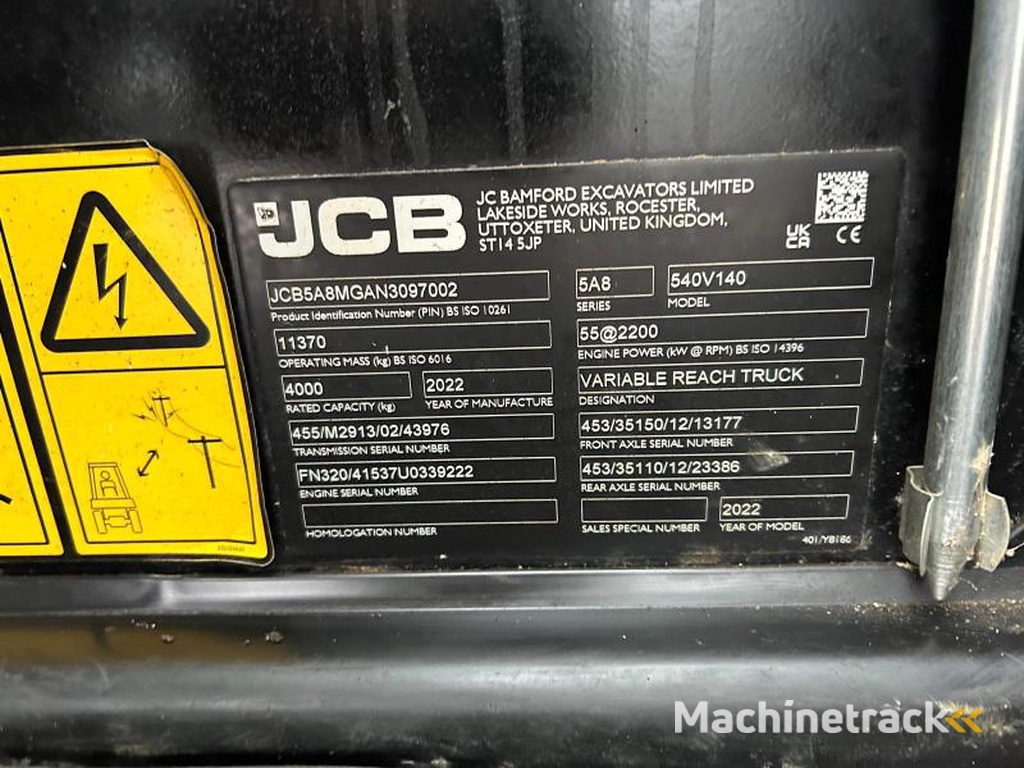 JCB
JC BAMFORD EXCAVATORS LIMITED
LAKESIDE WORKS, ROCESTER,
UTTOXETER, UNITED KINGDOM,
ST14 5JP
UK
CA
CE
JCB5A8MGAN3097002
Product Identification Number (PIN) BS ISO 10261
5A8
SERIES
540V140
MODEL
11370
OPERATING MASS (kg) BS ISO 6016
55@2200
ENGINE POWER (kW @ RPM) BS ISO 14396
4000
RATED CAPACITY (kg)
2022
YEAR OF MANUFACTURE
VARIABLE REACH TRUCK
DESIGNATION
455/M2913/02/43976
TRANSMISSION SERIAL NUMBER
453/35150/12/13177
FRONT AXLE SERIAL NUMBER
FN320/41537U0339222
ENGINE SERIAL NUMBER
453/35110/12/23386
REAR AXLE SERIAL NUMBER
HOMOLOGATION NUMBER
SALES SPECIAL NUMBER
2022
YEAR OF MODEL
401/Y8186
Machinetrack